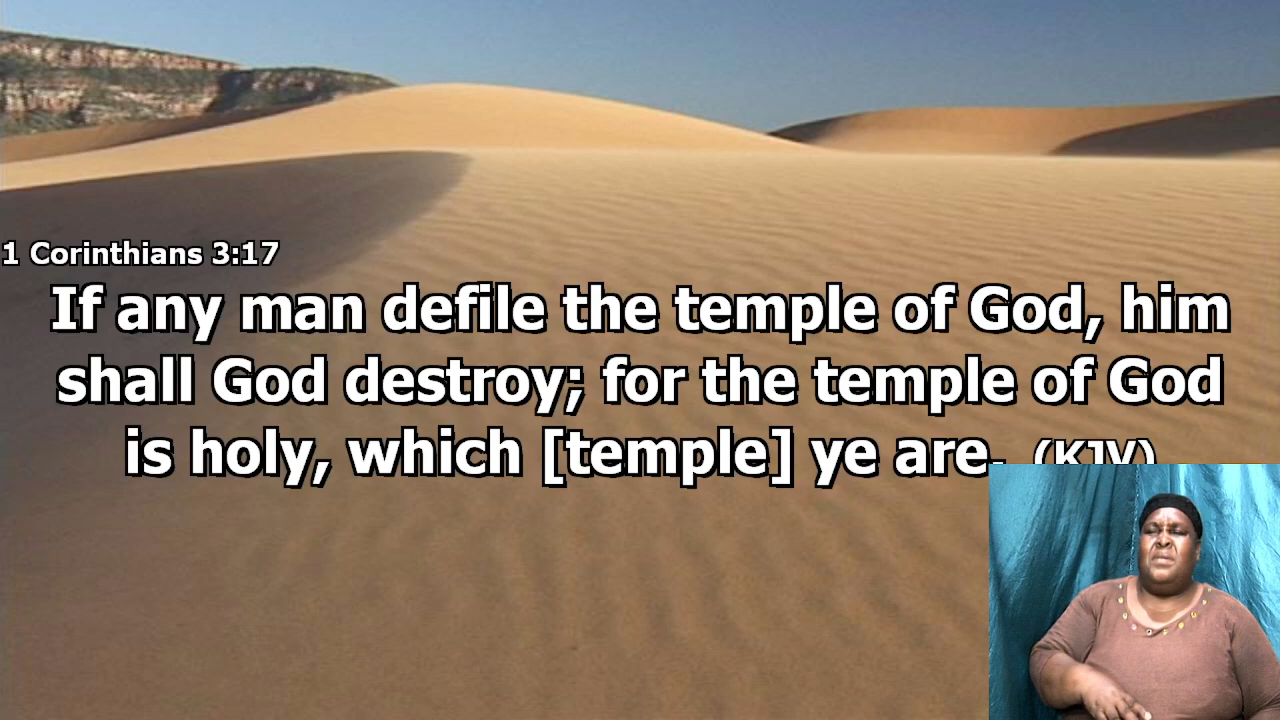 1 Corinthians 3:17
If any man defile the temple of God, him
shall God destroy; for the temple of God
is holy, which [temple] ye are. (KJV)